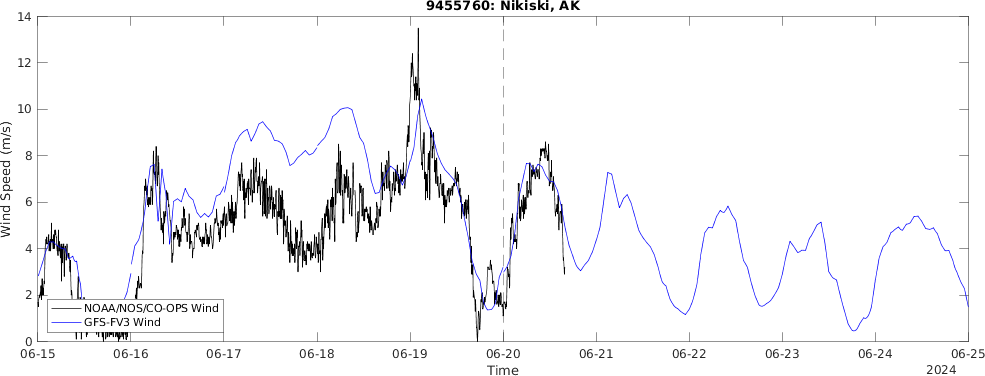 9455760: Nikiski, AK
Wind Speed (m/s)
14
12
10
8
6
4
2
0
NOAA/NOS/CO-OPS Wind
GFS-FV3 Wind
06-15 06-16 06-17 06-18 06-19 06-20 06-21 06-22 06-23 06-24 06-25
Time
2024